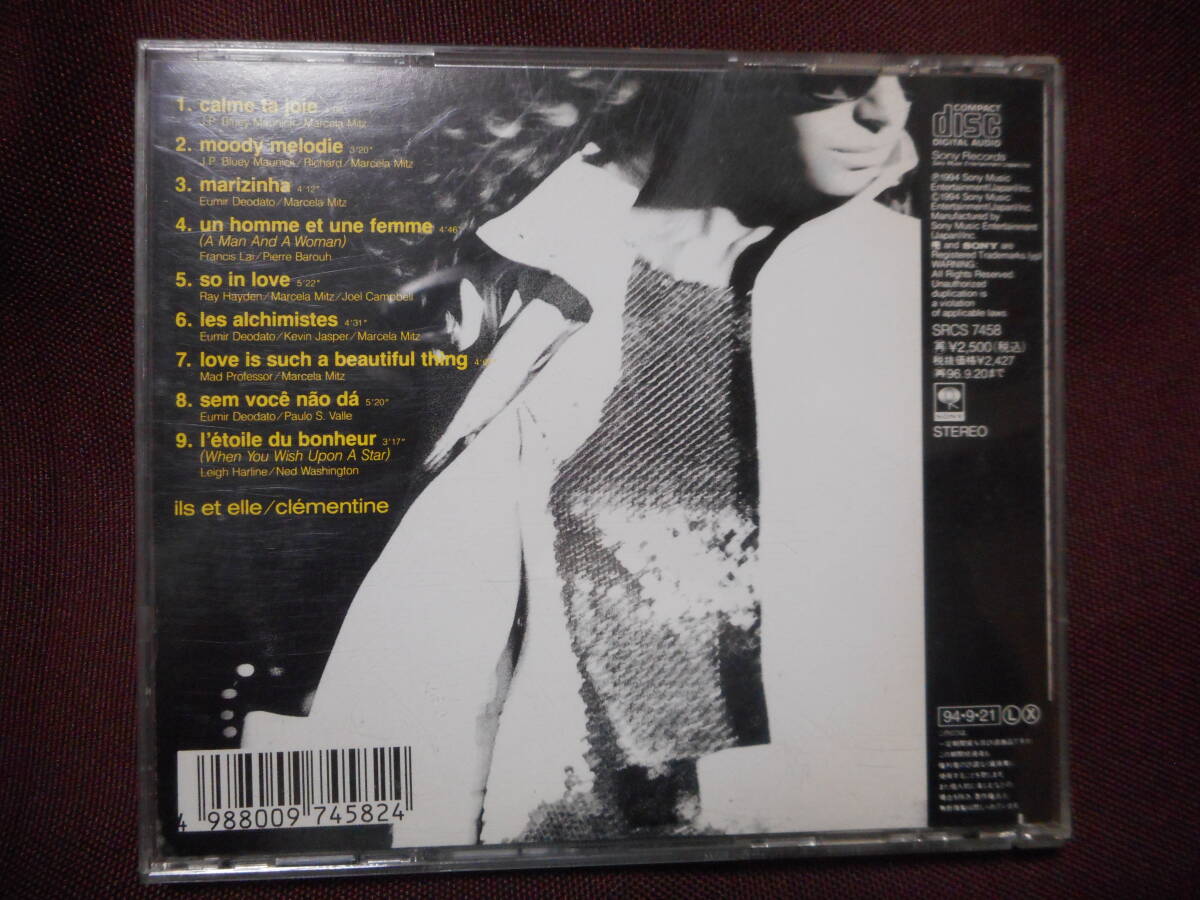 1. calme ta joie
J.P. Bluey Maunick/Marcela Mitz
2. moody melodie 3'20"
J.P. Bluey Maunick/Richard/Marcela Mitz
3. marizinha 4'12"
Eumir Deodato/Marcela Mitz
4. un homme et une femme 4'46"
(A Man And A Woman)
Francis Lai/Pierre Barouh
5. so in love 5'22"
Ray Hayden/Marcela Mitz/Joel Campbell
6. les alchimistes 4'31"
Eumir Deodato/Kevin Jasper/Marcela Mitz
7. love is such a beautiful thing
Mad Professor/Marcela Mitz
8. sem você não dá 5'20"
Eumir Deodato/Paulo S. Valle
9. l'étoile du bonheur 3'17"
(When You Wish Upon A Star)
Leigh Harline/Ned Washington
ils et elle/clémentine
4 988009 745824
COMPACT
disc
DIGITAL AUDIO
Sony Records
℗1994 Sony Music
Entertainment(Japan)Inc.
©1994 Sony Music
Entertainment(Japan)Inc.
Manufactured by
Sony Music Entertainment
(Japan)Inc.
and SONY are
Registered Trademarks
WARNING:
All Rights Reserved.
Unauthorized
duplication is
a violation
of applicable laws.
SRCS 7458
再¥2,500(税込)
税抜価格¥2,427
再96.9.20まで
SONY
STEREO
94・9・21 L X